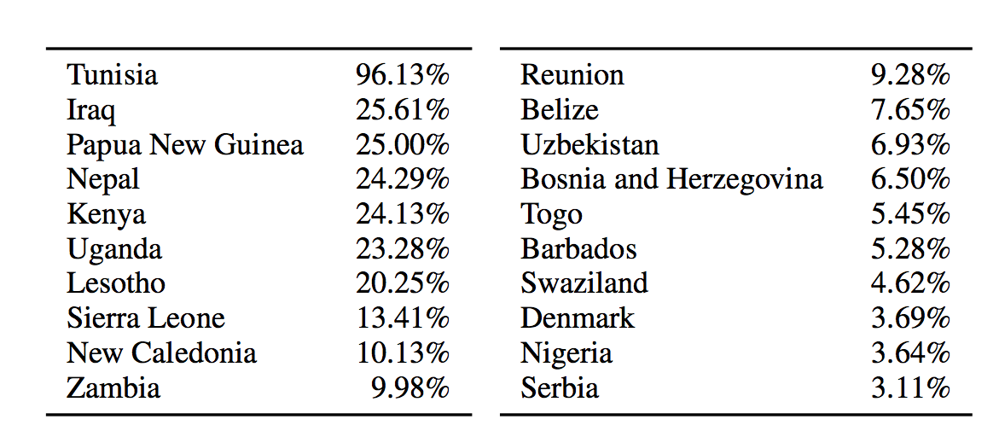 Tunisia 96.13%
Iraq 25.61%
Papua New Guinea 25.00%
Nepal 24.29%
Kenya 24.13%
Uganda 23.28%
Lesotho 20.25%
Sierra Leone 13.41%
New Caledonia 10.13%
Zambia 9.98%
Reunion 9.28%
Belize 7.65%
Uzbekistan 6.93%
Bosnia and Herzegovina 6.50%
Togo 5.45%
Barbados 5.28%
Swaziland 4.62%
Denmark 3.69%
Nigeria 3.64%
Serbia 3.11%